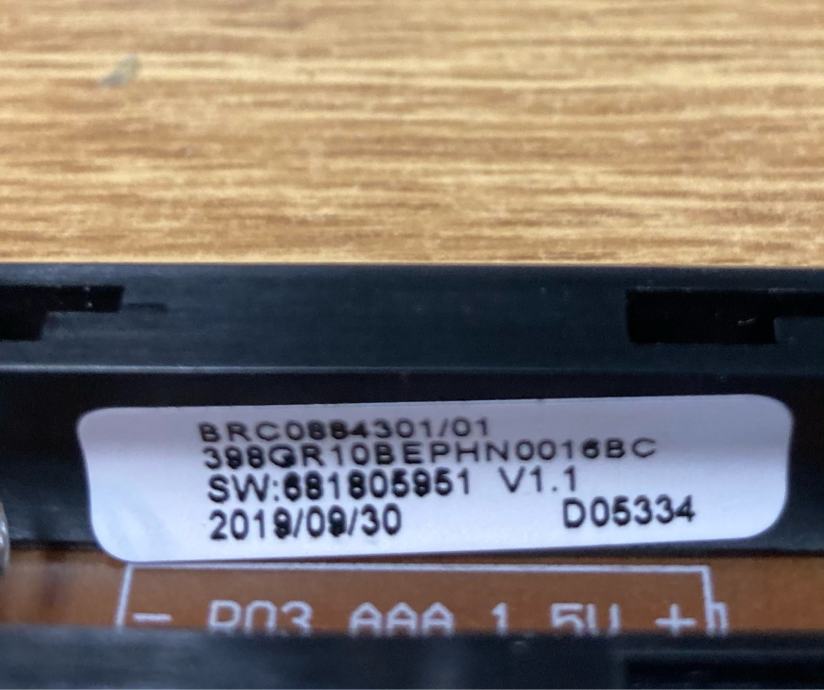 BRC0884301/01
398GR10BEPHN0016BC
SW:681805951 V1.1
2019/09/30 D05334
- R03 AAA 1.5V +